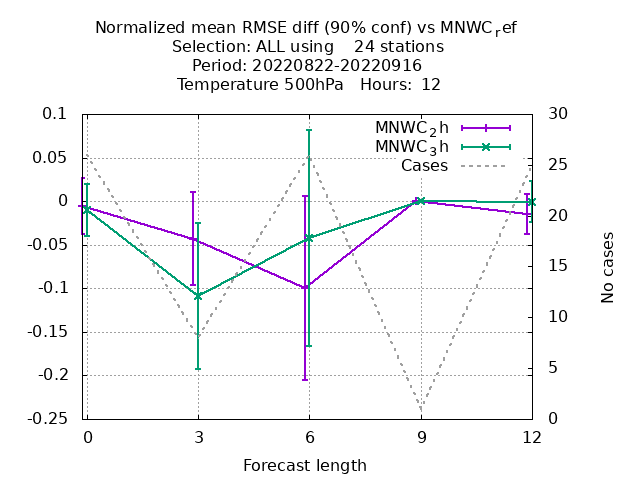 Normalized mean RMSE diff (90% conf) vs MNWC_ref
Selection: ALL using    24 stations
Period: 20220822-20220916
Temperature 500hPa   Hours:  12
MNWC_2h
MNWC_3h
Cases
0.1
0.05
0
-0.05
-0.1
-0.15
-0.2
-0.25
30
25
20
15
10
5
0
No cases
0 3 6 9 12
Forecast length